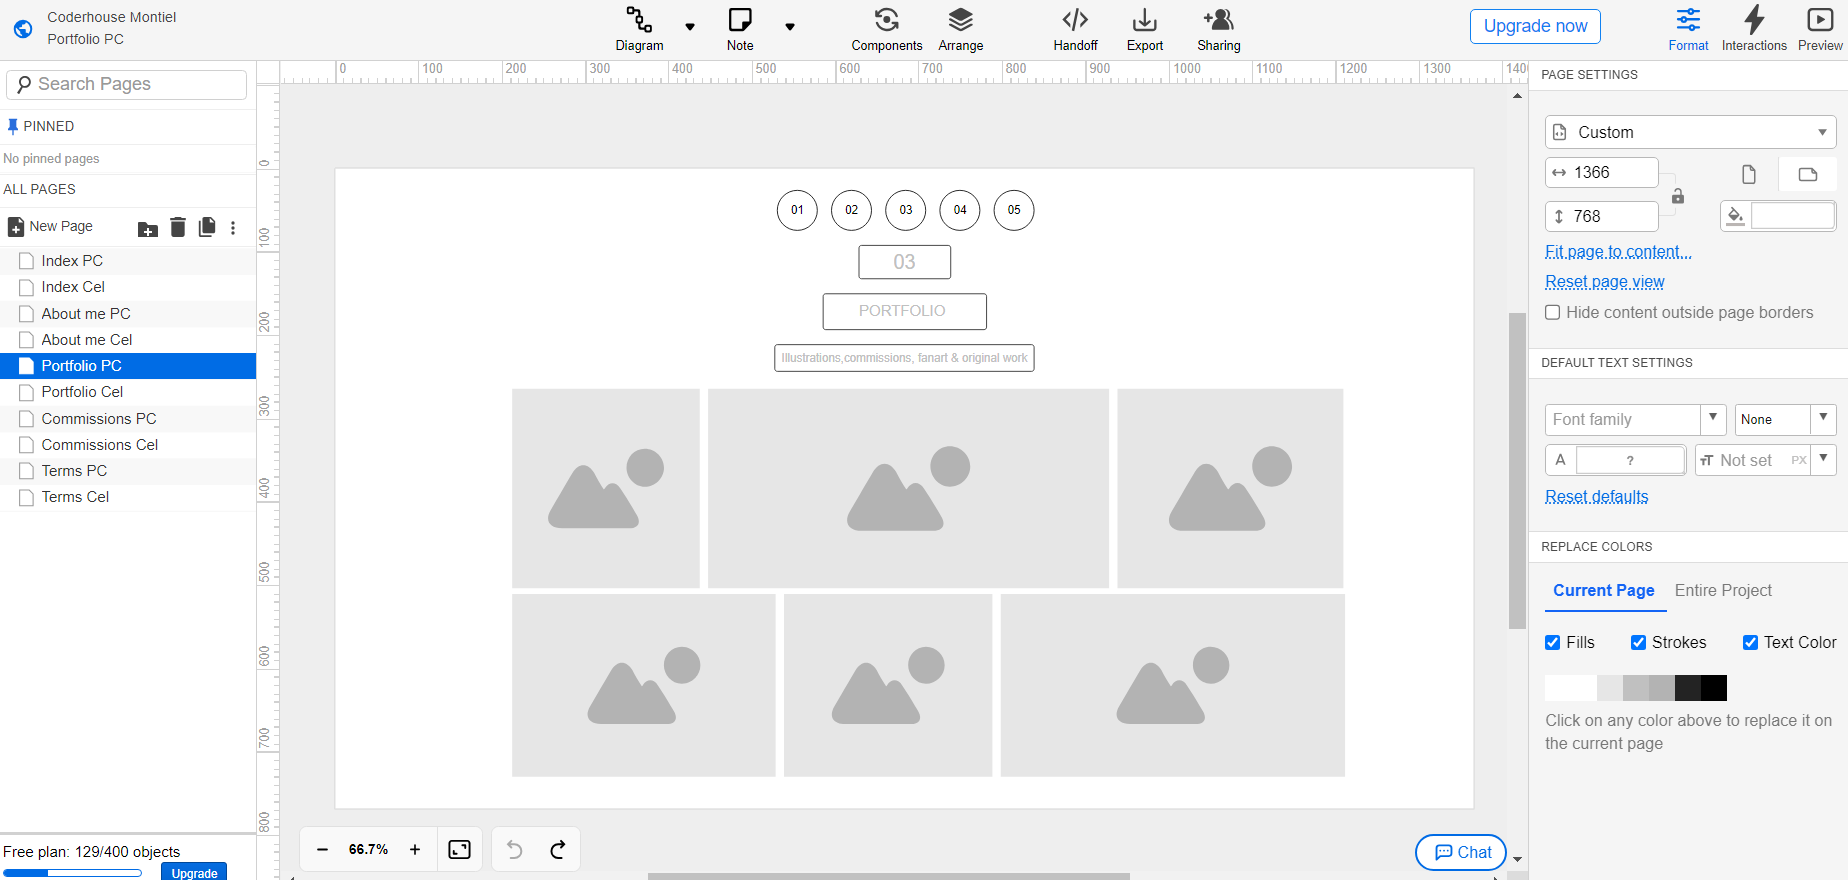 Coderhouse Montiel
Portfolio PC
Diagram
Note
Components
Arrange
Handoff
Export
Sharing
Upgrade now
Format
Interactions
Preview
Search Pages
PINNED
No pinned pages
ALL PAGES
New Page
Index PC
Index Cel
About me PC
About me Cel
Portfolio PC
Portfolio Cel
Commissions PC
Commissions Cel
Terms PC
Terms Cel
Free plan: 129/400 objects
Upgrade
0 100 200 300 400 500 600 700 800 900 1000 1100 1200 1300 1400
0
100
200
300
400
500
600
700
800
01 02 03 04 05
03
PORTFOLIO
Illustrations,commissions, fanart & original work
66.7%
Chat
PAGE SETTINGS
Custom
1366
768
Fit page to content...
Reset page view
Hide content outside page borders
DEFAULT TEXT SETTINGS
Font family
None
A ?
тT Not set PX
Reset defaults
REPLACE COLORS
Current Page Entire Project
Fills Strokes Text Color
Click on any color above to replace it on
the current page